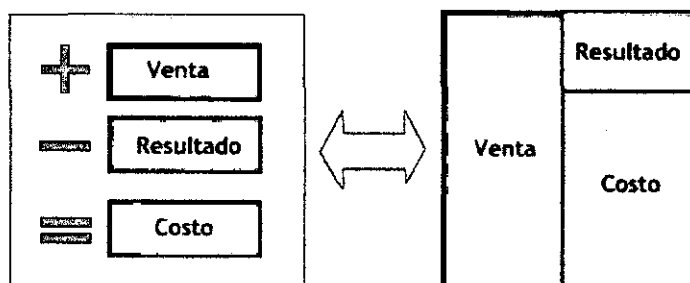 + Venta
− Resultado
= Costo
Venta
Resultado
Costo